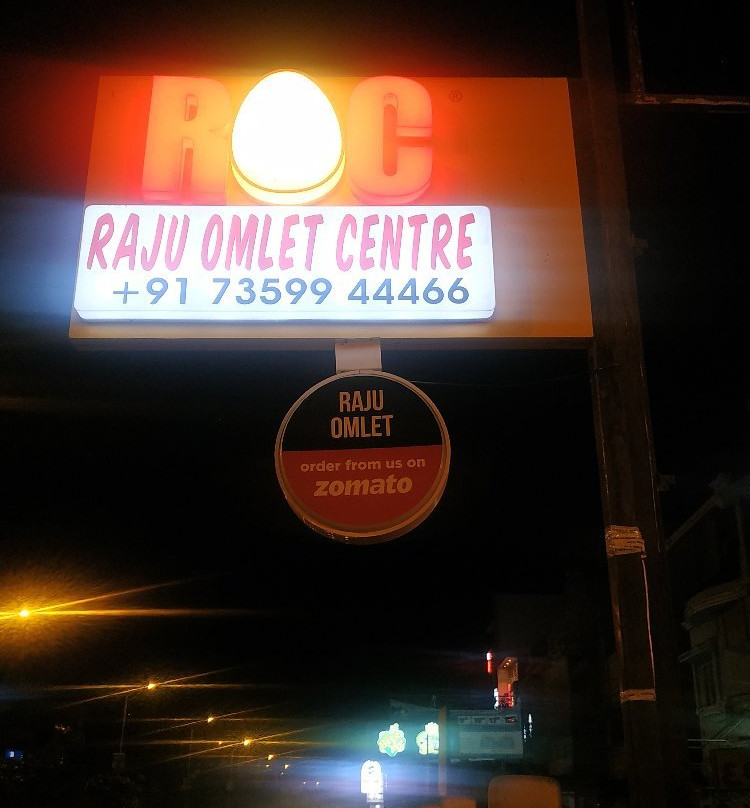 ROC ®
RAJU OMLET CENTRE
+91 73599 44466
RAJU
OMLET
order from us on
zomato